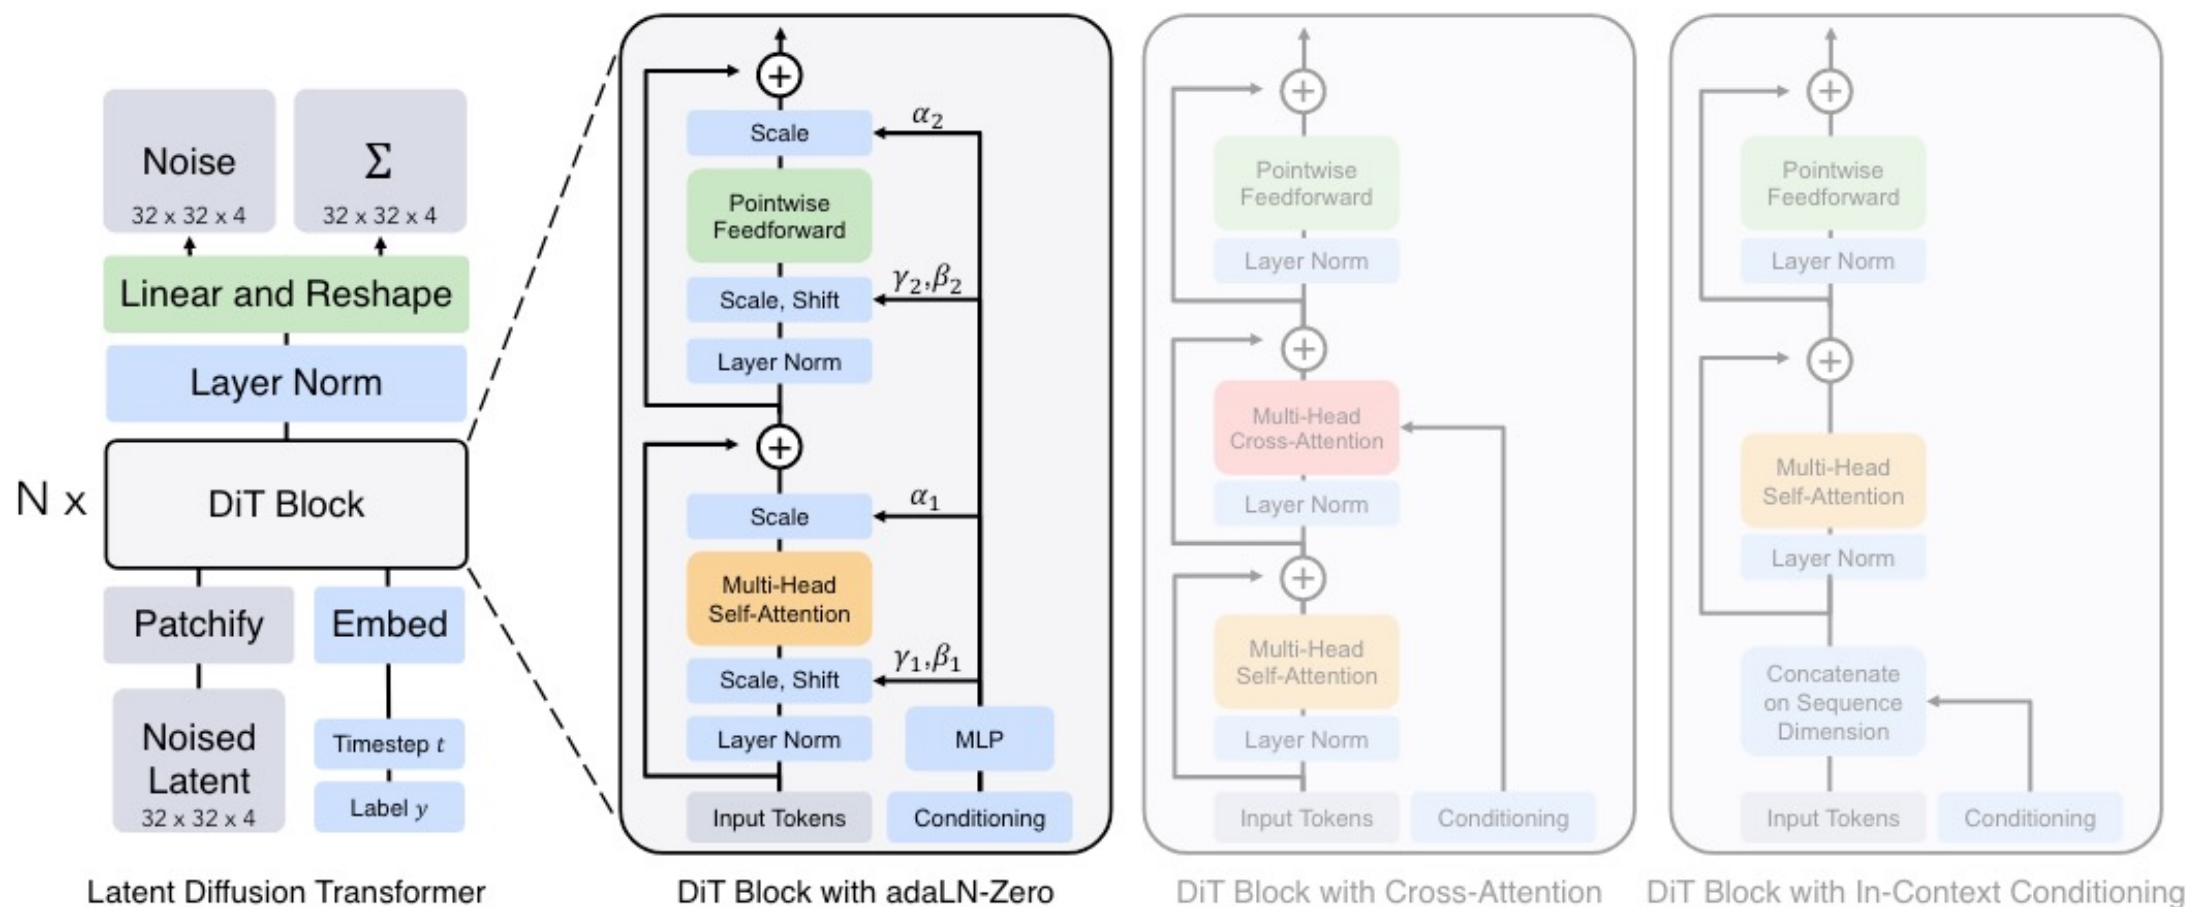 Noise
32 x 32 x 4
Σ
32 x 32 x 4
Linear and Reshape
Layer Norm
N x
DiT Block
Patchify
Embed
Noised
Latent
32 x 32 x 4
Timestep t
Label y
Latent Diffusion Transformer
+
Scale
α₂
Pointwise
Feedforward
γ₂,β₂
Scale, Shift
Layer Norm
+
α₁
Scale
Multi-Head
Self-Attention
γ₁,β₁
Scale, Shift
Layer Norm
MLP
Input Tokens
Conditioning
DiT Block with adaLN-Zero
+
Pointwise
Feedforward
Layer Norm
+
Multi-Head
Cross-Attention
Layer Norm
+
Multi-Head
Self-Attention
Layer Norm
Input Tokens
Conditioning
DiT Block with Cross-Attention
+
Pointwise
Feedforward
Layer Norm
+
Multi-Head
Self-Attention
Layer Norm
Concatenate
on Sequence
Dimension
Input Tokens
Conditioning
DiT Block with In-Context Conditioning